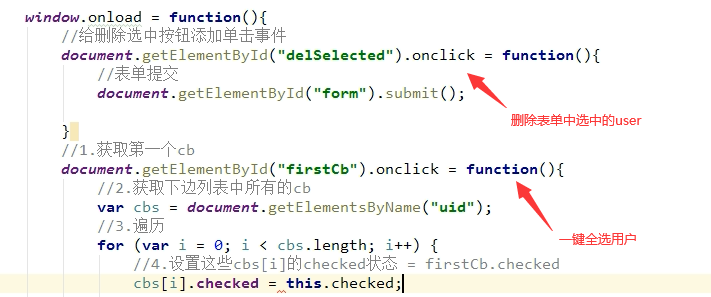 window.onload = function(){
//给删除选中按钮添加单击事件
document.getElementById("delSelected").onclick = function(){
//表单提交
document.getElementById("form").submit();
删除表单中选中的user
}
//1.获取第一个cb
document.getElementById("firstCb").onclick = function(){
//2.获取下边列表中所有的cb
var cbs = document.getElementsByName("uid");
//3.遍历
一键全选用户
for (var i = 0; i < cbs.length; i++) {
//4.设置这些cbs[i]的checked状态 = firstCb.checked
cbs[i].checked = this.checked;